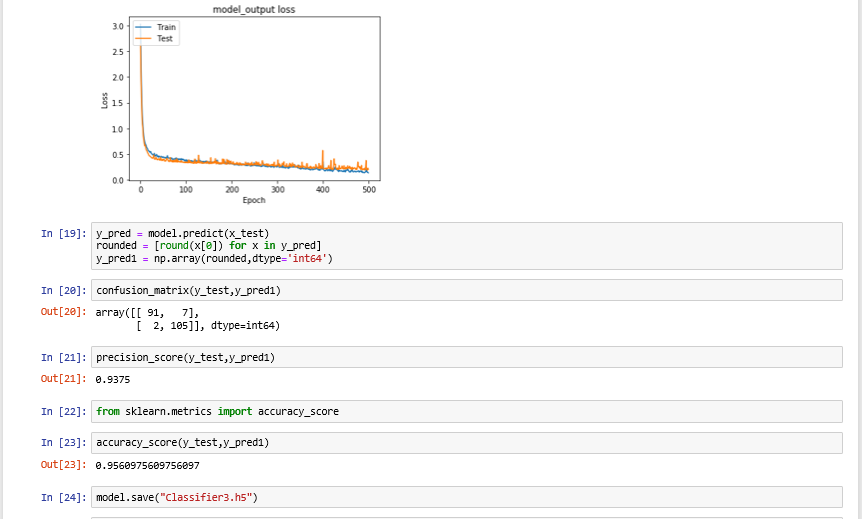 model_output loss
Train
Test
3.0
2.5
2.0
1.5
1.0
0.5
0.0
Loss
0 100 200 300 400 500
Epoch
In [19]: y_pred = model.predict(x_test)
rounded = [round(x[0]) for x in y_pred]
y_pred1 = np.array(rounded,dtype='int64')
In [20]: confusion_matrix(y_test,y_pred1)
Out[20]: array([[ 91,   7],
       [  2, 105]], dtype=int64)
In [21]: precision_score(y_test,y_pred1)
Out[21]: 0.9375
In [22]: from sklearn.metrics import accuracy_score
In [23]: accuracy_score(y_test,y_pred1)
Out[23]: 0.9560975609756097
In [24]: model.save("Classifier3.h5")